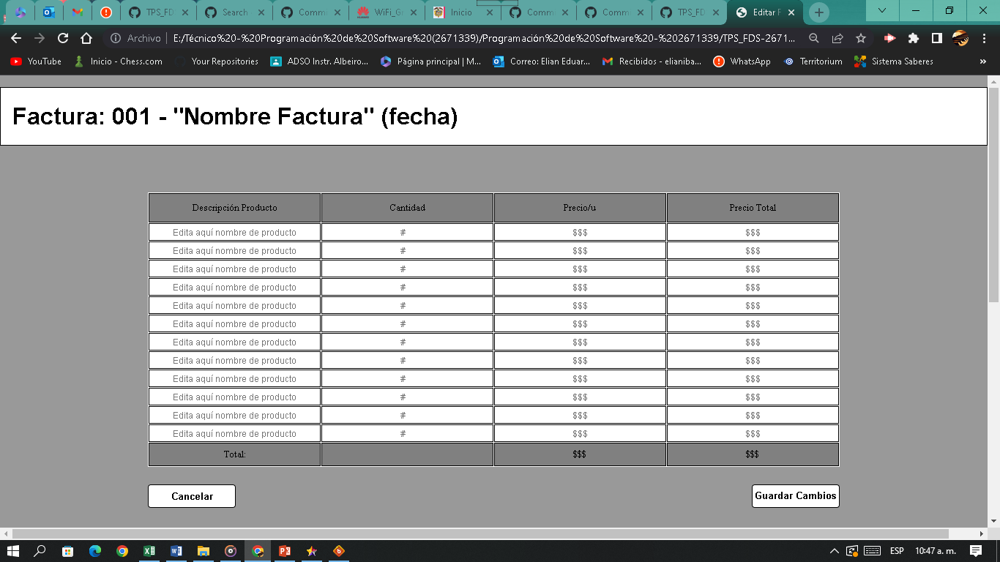 TPS_FD
Search
Commi
WiFi_G
Inicio
Commi
Commi
TPS_FD
Editar F
Archivo
E:/Técnico%20-%20Programación%20de%20Software%20(2671339)/Programación%20de%20Software%20-%202671339/TPS_FDS-2671...
YouTube
Inicio - Chess.com
Your Repositories
ADSO Instr. Albeiro...
Página principal | M...
Correo: Elian Eduar...
Recibidos - elianiba...
WhatsApp
Territorium
Sistema Saberes
»
Factura: 001 - "Nombre Factura" (fecha)
Descripción Producto Cantidad Precio/u Precio Total
Edita aquí nombre de producto # $$$ $$$
Edita aquí nombre de producto # $$$ $$$
Edita aquí nombre de producto # $$$ $$$
Edita aquí nombre de producto # $$$ $$$
Edita aquí nombre de producto # $$$ $$$
Edita aquí nombre de producto # $$$ $$$
Edita aquí nombre de producto # $$$ $$$
Edita aquí nombre de producto # $$$ $$$
Edita aquí nombre de producto # $$$ $$$
Edita aquí nombre de producto # $$$ $$$
Edita aquí nombre de producto # $$$ $$$
Edita aquí nombre de producto # $$$ $$$
Total: $$$ $$$
Cancelar
Guardar Cambios
ESP
10:47 a. m.